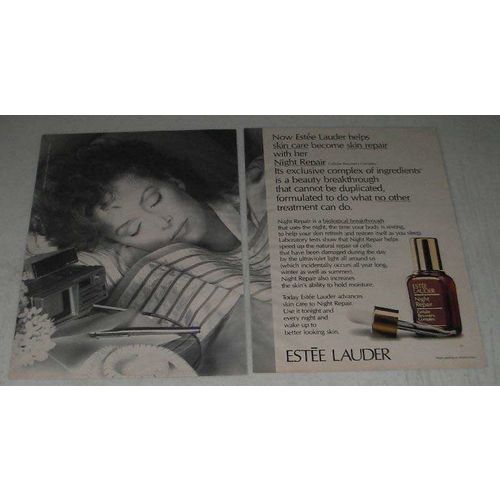 Now Estée Lauder helps
skin care become skin repair
with her
Night Repair Cellular Recovery Complex.
Its exclusive complex of ingredients
is a beauty breakthrough
that cannot be duplicated,
formulated to do what no other
treatment can do.
Night Repair is a biological breakthrough
that uses the night, the time your body is resting,
to help your skin refresh and restore itself as you sleep.
Laboratory tests show that Night Repair helps
speed up the natural repair of cells
that have been damaged during the day
by the ultraviolet light all around us
(which incidentally occurs all year long,
winter as well as summer).
Night Repair also increases
the skin's ability to hold moisture.
Today Estée Lauder advances
skin care to Night Repair.
Use it tonight and
every night and
wake up to
better looking skin.
ESTĒE LAUDER
ESTĒE
LAUDER
Night
Repair
Cellular
Recovery
Complex